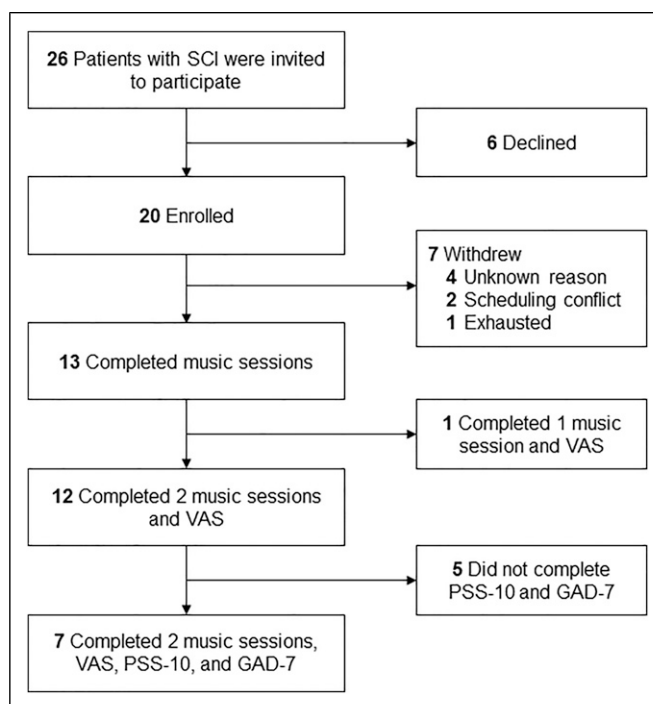 26 Patients with SCI were invited
to participate
6 Declined
20 Enrolled
7 Withdrew
4 Unknown reason
2 Scheduling conflict
1 Exhausted
13 Completed music sessions
1 Completed 1 music
session and VAS
12 Completed 2 music sessions
and VAS
5 Did not complete
PSS-10 and GAD-7
7 Completed 2 music sessions,
VAS, PSS-10, and GAD-7